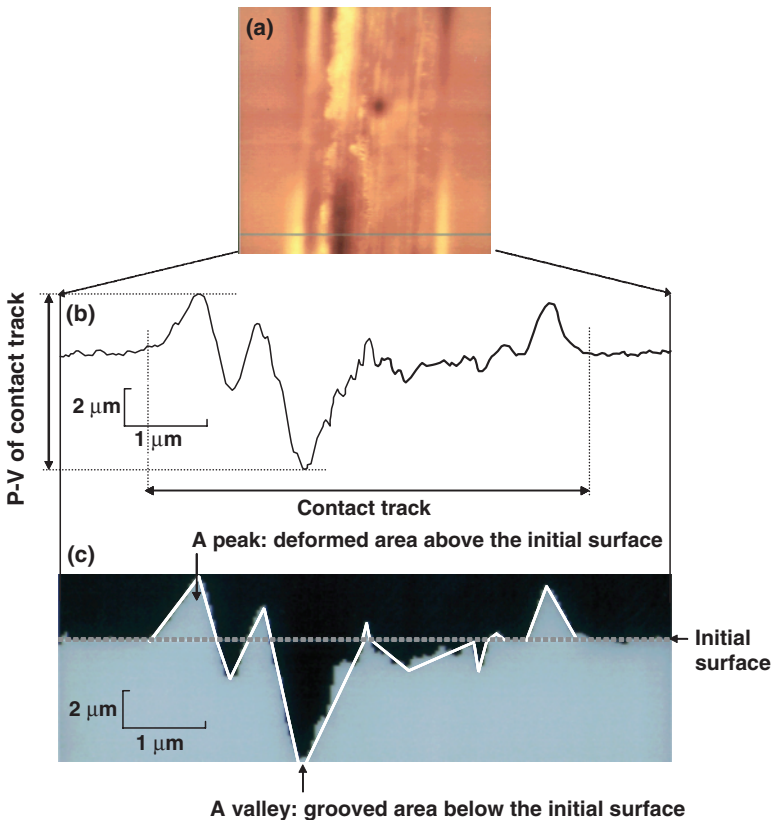 (a)
P-V of contact track
(b)
2 μm
1 μm
Contact track
(c)
A peak: deformed area above the initial surface
Initial
surface
2 μm
1 μm
A valley: grooved area below the initial surface